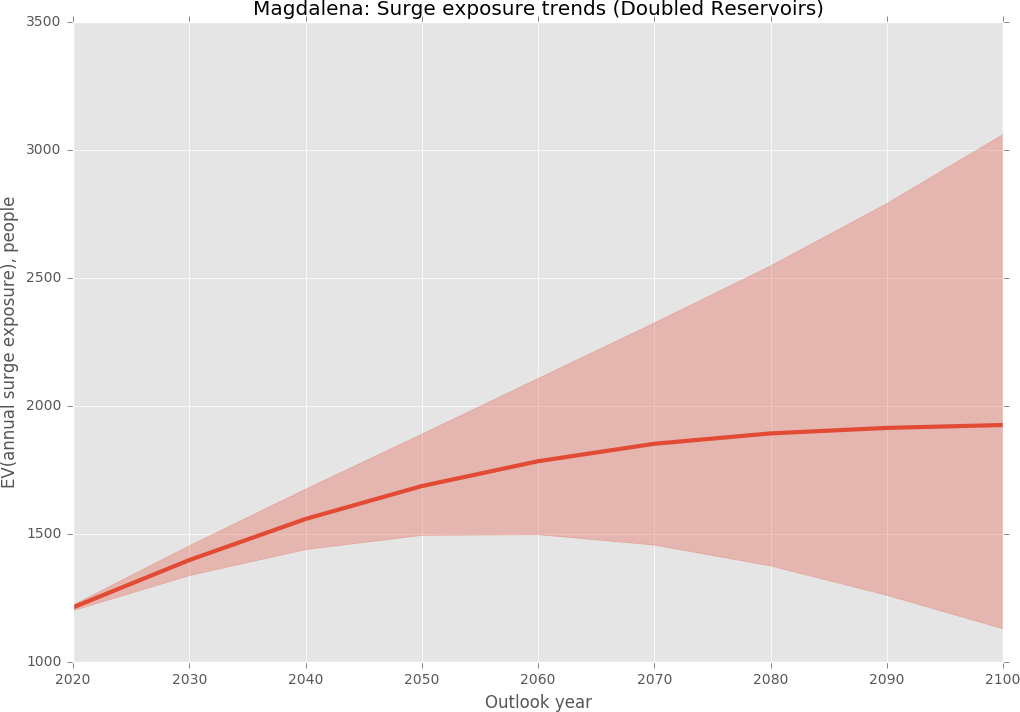 Magdalena: Surge exposure trends (Doubled Reservoirs)
EV(annual surge exposure), people
3500
3000
2500
2000
1500
1000
2020 2030 2040 2050 2060 2070 2080 2090 2100
Outlook year